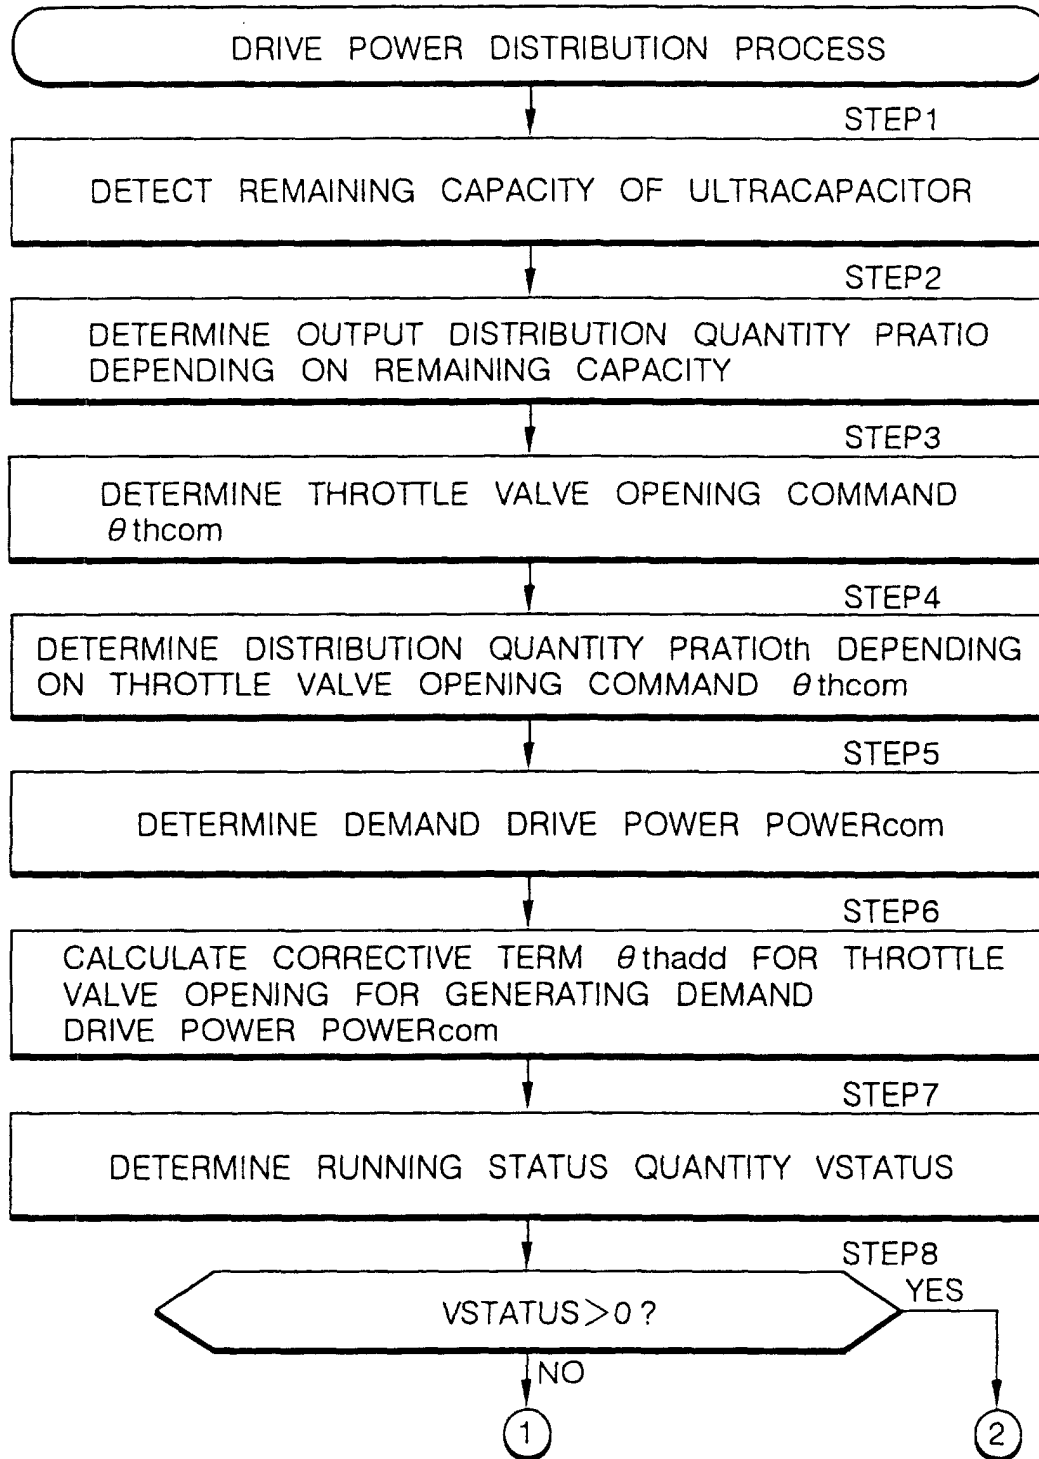 DRIVE POWER DISTRIBUTION PROCESS
STEP1
DETECT REMAINING CAPACITY OF ULTRACAPACITOR
STEP2
DETERMINE OUTPUT DISTRIBUTION QUANTITY PRATIO
DEPENDING ON REMAINING CAPACITY
STEP3
DETERMINE THROTTLE VALVE OPENING COMMAND
θthcom
STEP4
DETERMINE DISTRIBUTION QUANTITY PRATIOth DEPENDING
ON THROTTLE VALVE OPENING COMMAND θthcom
STEP5
DETERMINE DEMAND DRIVE POWER POWERcom
STEP6
CALCULATE CORRECTIVE TERM θthadd FOR THROTTLE
VALVE OPENING FOR GENERATING DEMAND
DRIVE POWER POWERcom
STEP7
DETERMINE RUNNING STATUS QUANTITY VSTATUS
STEP8
VSTATUS>0?
YES
NO
1
2